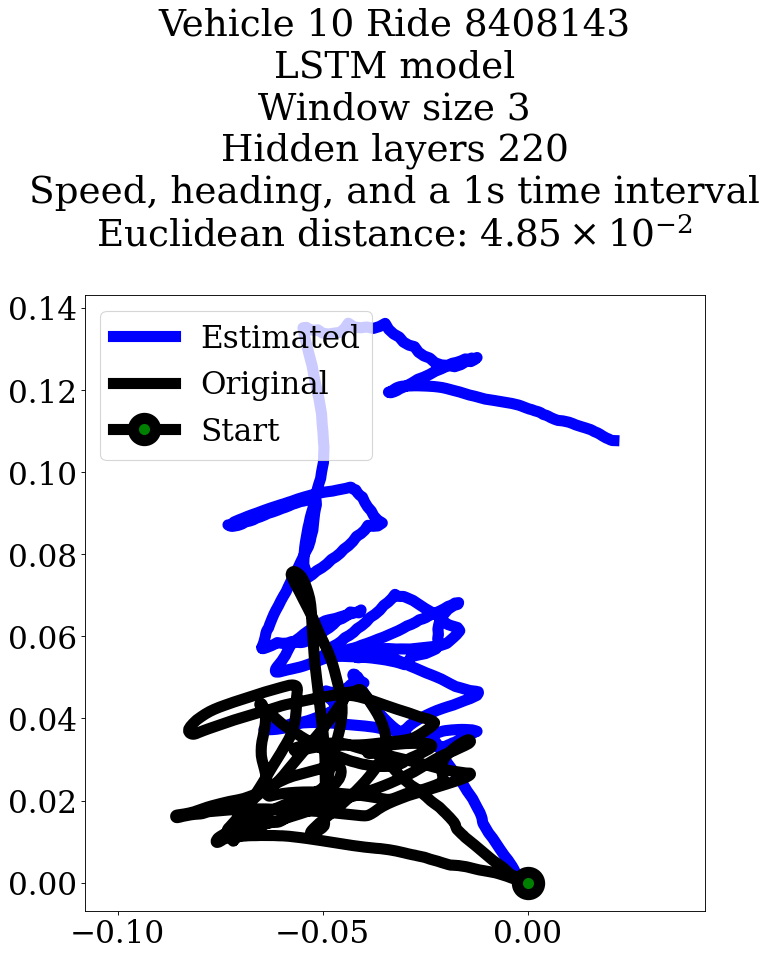 Vehicle 10 Ride 8408143
LSTM model
Window size 3
Hidden layers 220
Speed, heading, and a 1s time interval
Euclidean distance: 4.85 × 10⁻²
0.14
Estimated
0.12
Original
Start
0.10
0.08
0.06
0.04
0.02
0.00
−0.10
−0.05
0.00